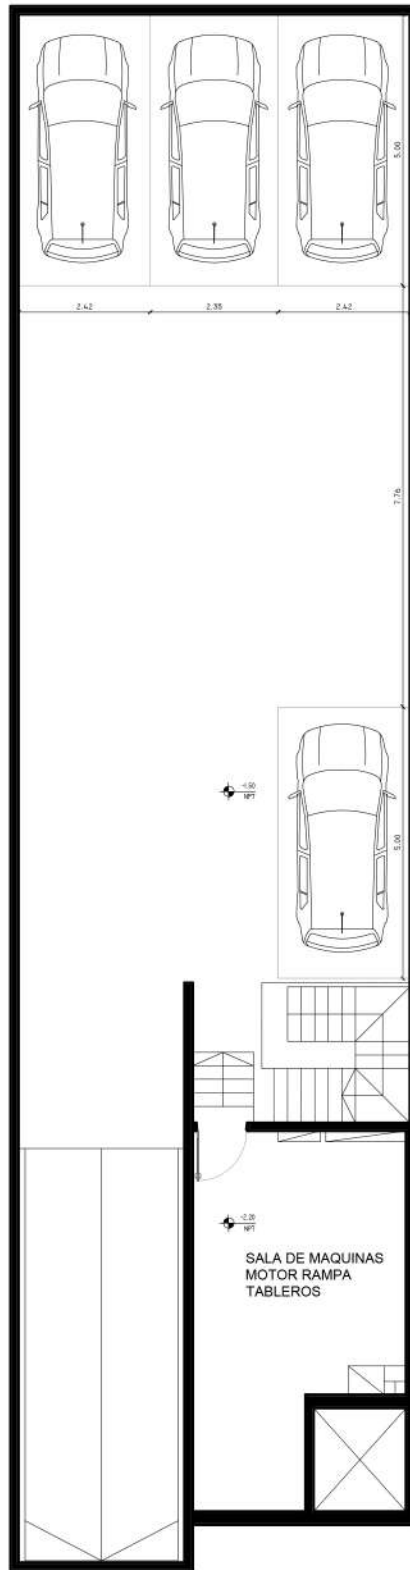 5.00
2.42
2.35
2.42
7.76
-1.50
NPT
5.00
-2.20
NPT
SALA DE MAQUINAS
MOTOR RAMPA
TABLEROS